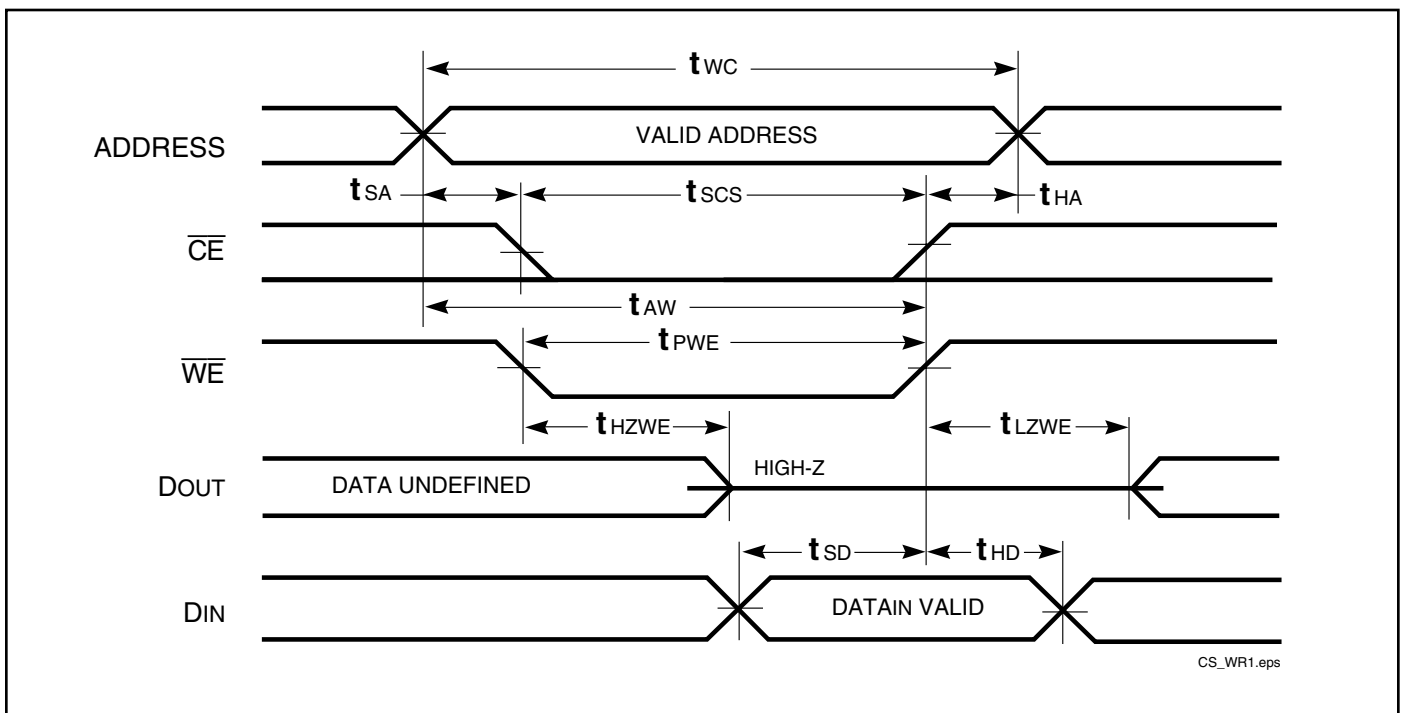 tWC
ADDRESS
VALID ADDRESS
tSA
tSCS
tHA
CE
tAW
tPWE
WE
tHZWE
tLZWE
DOUT
DATA UNDEFINED
HIGH-Z
tSD
tHD
DIN
DATAIN VALID
CS_WR1.eps